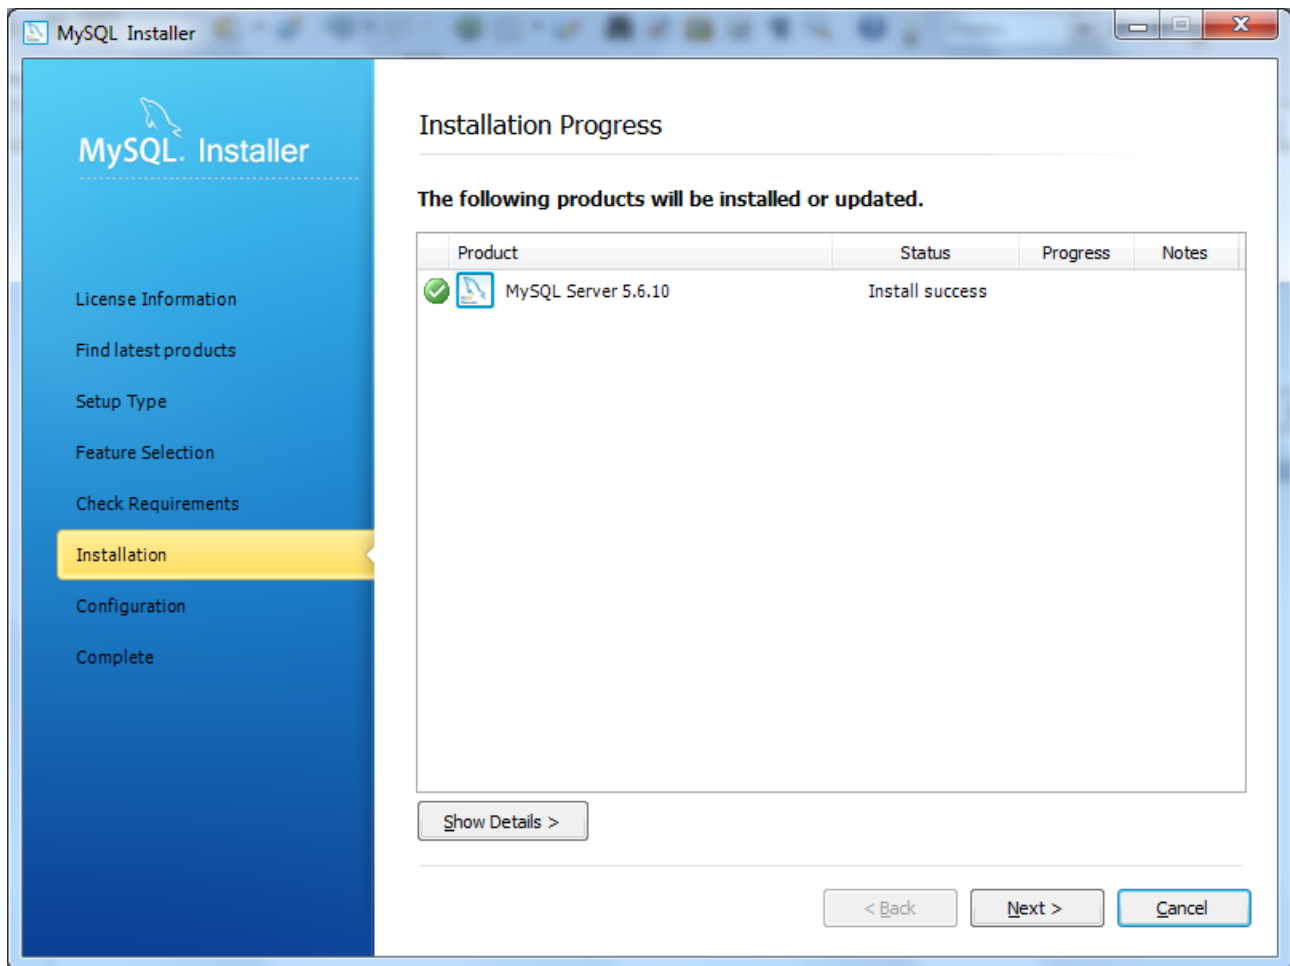 MySQL Installer
MySQL. Installer
License Information
Find latest products
Setup Type
Feature Selection
Check Requirements
Installation
Configuration
Complete
Installation Progress
The following products will be installed or updated.
Product Status Progress Notes
MySQL Server 5.6.10 Install success
Show Details >
< Back Next > Cancel